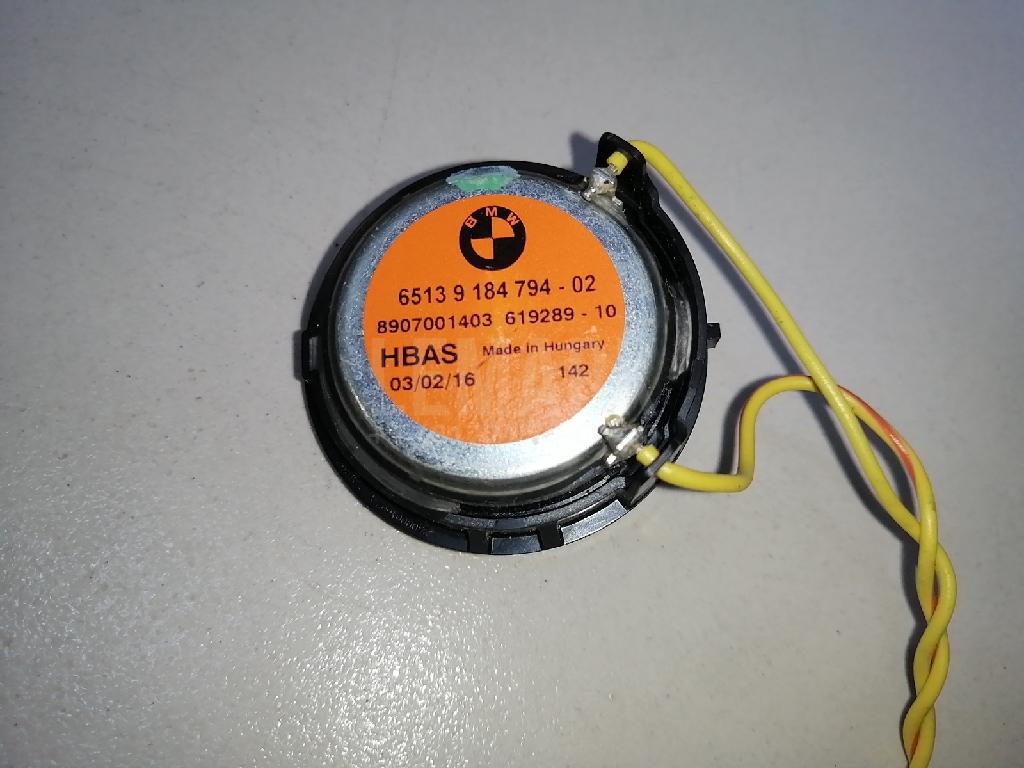 BMW
6513 9 184 794 - 02
8907001403 619289 - 10
HBAS Made in Hungary
03/02/16 142